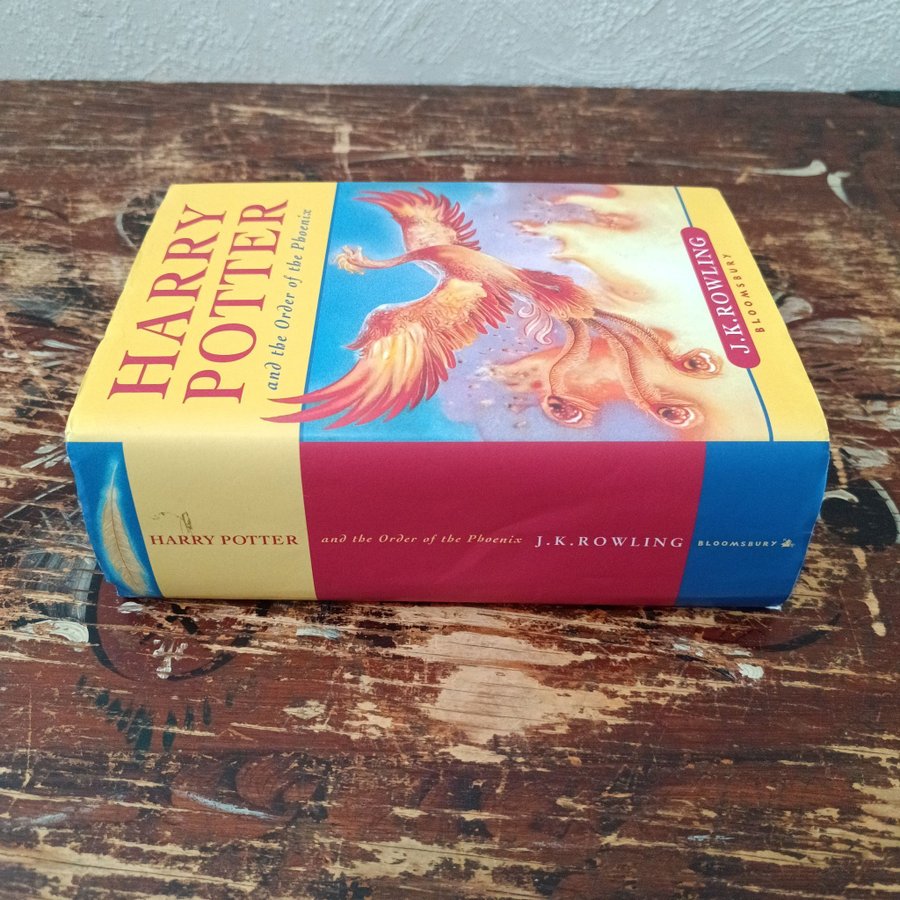 HARRY
POTTER
and the Order of the Phoenix
J.K.ROWLING
BLOOMSBURY
HARRY POTTER and the Order of the Phoenix J.K.ROWLING BLOOMSBURY